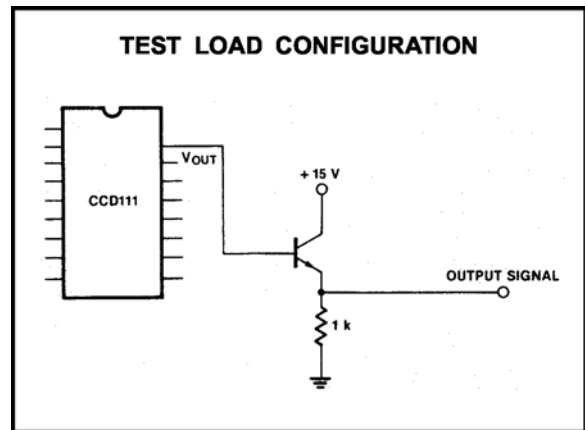 TEST LOAD CONFIGURATION
VOUT
+ 15 V
CCD111
OUTPUT SIGNAL
1 k